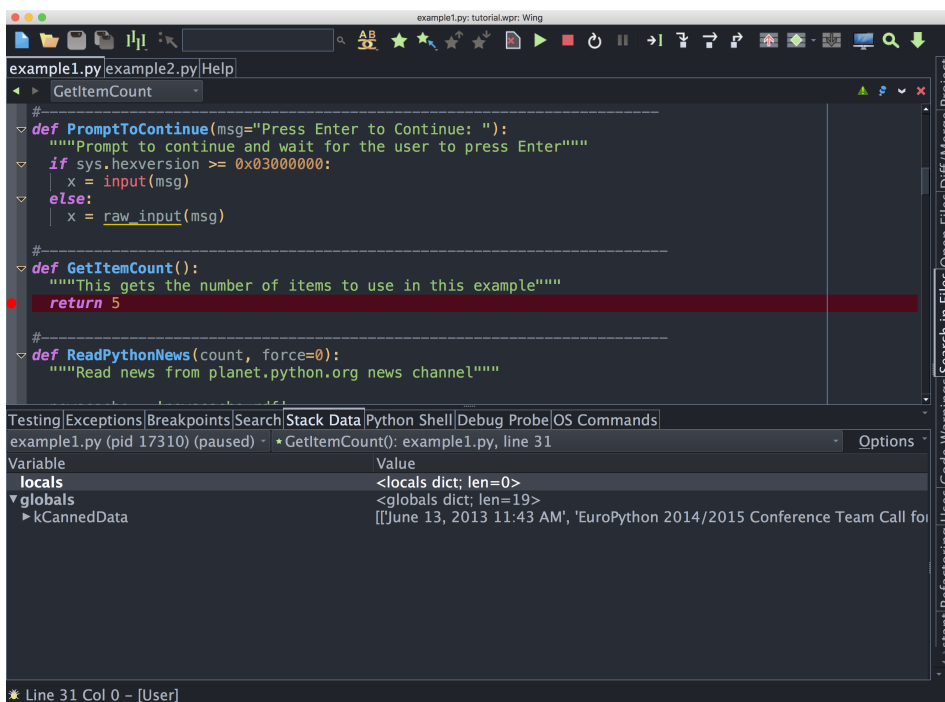 example1.py: tutorial.wpr: Wing
AB
example1.py example2.py Help
GetItemCount
#
def PromptToContinue(msg="Press Enter to Continue: "):
"""Prompt to continue and wait for the user to press Enter"""
if sys.hexversion >= 0x03000000:
x = input(msg)
else:
x = raw_input(msg)
#
def GetItemCount():
"""This gets the number of items to use in this example"""
return 5
#
def ReadPythonNews(count, force=0):
"""Read news from planet.python.org news channel"""
Testing Exceptions Breakpoints Search Stack Data Python Shell Debug Probe OS Commands
example1.py (pid 17310) (paused) GetItemCount(): example1.py, line 31 Options
Variable Value
locals <locals dict; len=0>
globals <globals dict; len=19>
kCannedData [['June 13, 2013 11:43 AM', 'EuroPython 2014/2015 Conference Team Call for
Line 31 Col 0 – [User]
Search in Files